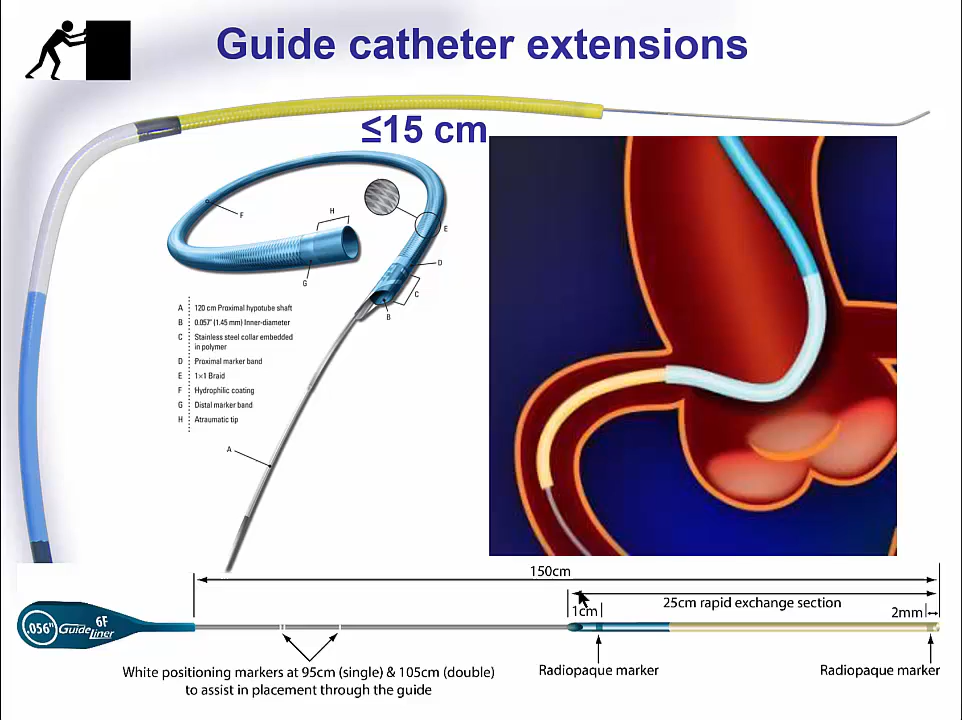 Guide catheter extensions
≤15 cm
H
F
E
G
D
C
B
A 120 cm Proximal hypotube shaft
B 0.057" (1.45 mm) Inner-diameter
C Stainless steel collar embedded
in polymer
D Proximal marker band
E 1×1 Braid
F Hydrophilic coating
G Distal marker band
H Atraumatic tip
A
150cm
1cm
25cm rapid exchange section
2mm
.056" GuideLiner 6F
White positioning markers at 95cm (single) & 105cm (double)
to assist in placement through the guide
Radiopaque marker
Radiopaque marker